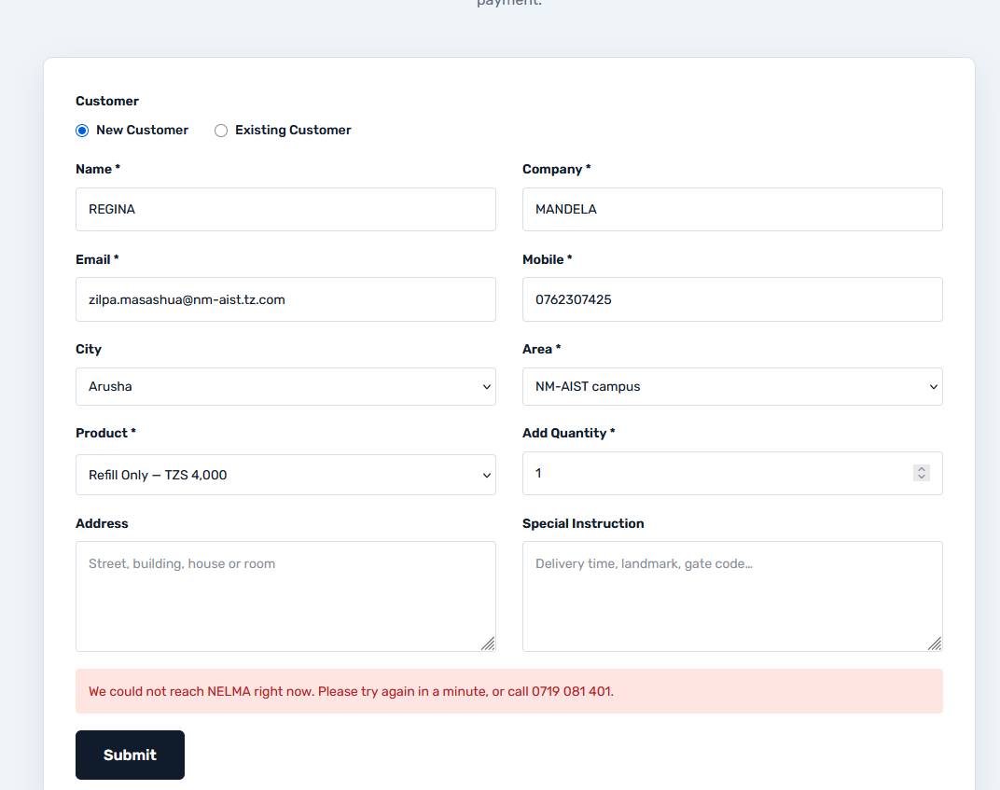 payment.
Customer
New Customer Existing Customer
Name * Company *
REGINA MANDELA
Email * Mobile *
zilpa.masashua@nm-aist.tz.com 0762307425
City Area *
Arusha NM-AIST campus
Product * Add Quantity *
Refill Only — TZS 4,000 1
Address Special Instruction
Street, building, house or room Delivery time, landmark, gate code…
We could not reach NELMA right now. Please try again in a minute, or call 0719 081 401.
Submit